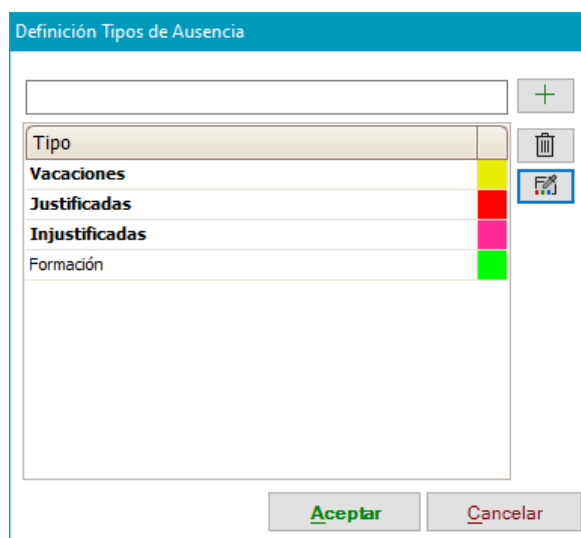 Definición Tipos de Ausencia
Tipo
Vacaciones
Justificadas
Injustificadas
Formación
Aceptar
Cancelar